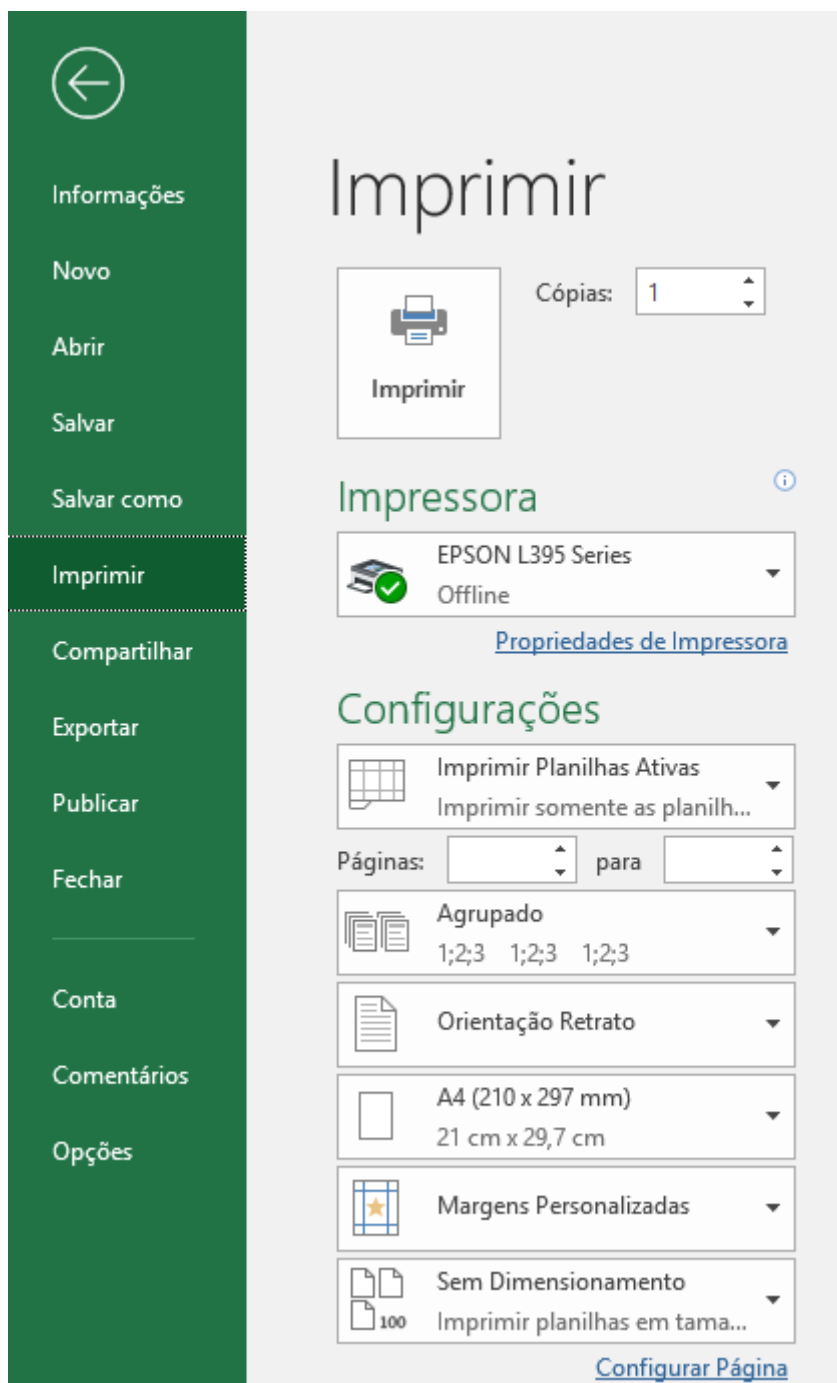 Informações
Novo
Abrir
Salvar
Salvar como
Imprimir
Compartilhar
Exportar
Publicar
Fechar
Conta
Comentários
Opções
Imprimir
Cópias: 1
Imprimir
Impressora
EPSON L395 Series
Offline
Propriedades de Impressora
Configurações
Imprimir Planilhas Ativas
Imprimir somente as planilh...
Páginas: para
Agrupado
1;2;3 1;2;3 1;2;3
Orientação Retrato
A4 (210 x 297 mm)
21 cm x 29,7 cm
Margens Personalizadas
Sem Dimensionamento
100
Imprimir planilhas em tama...
Configurar Página